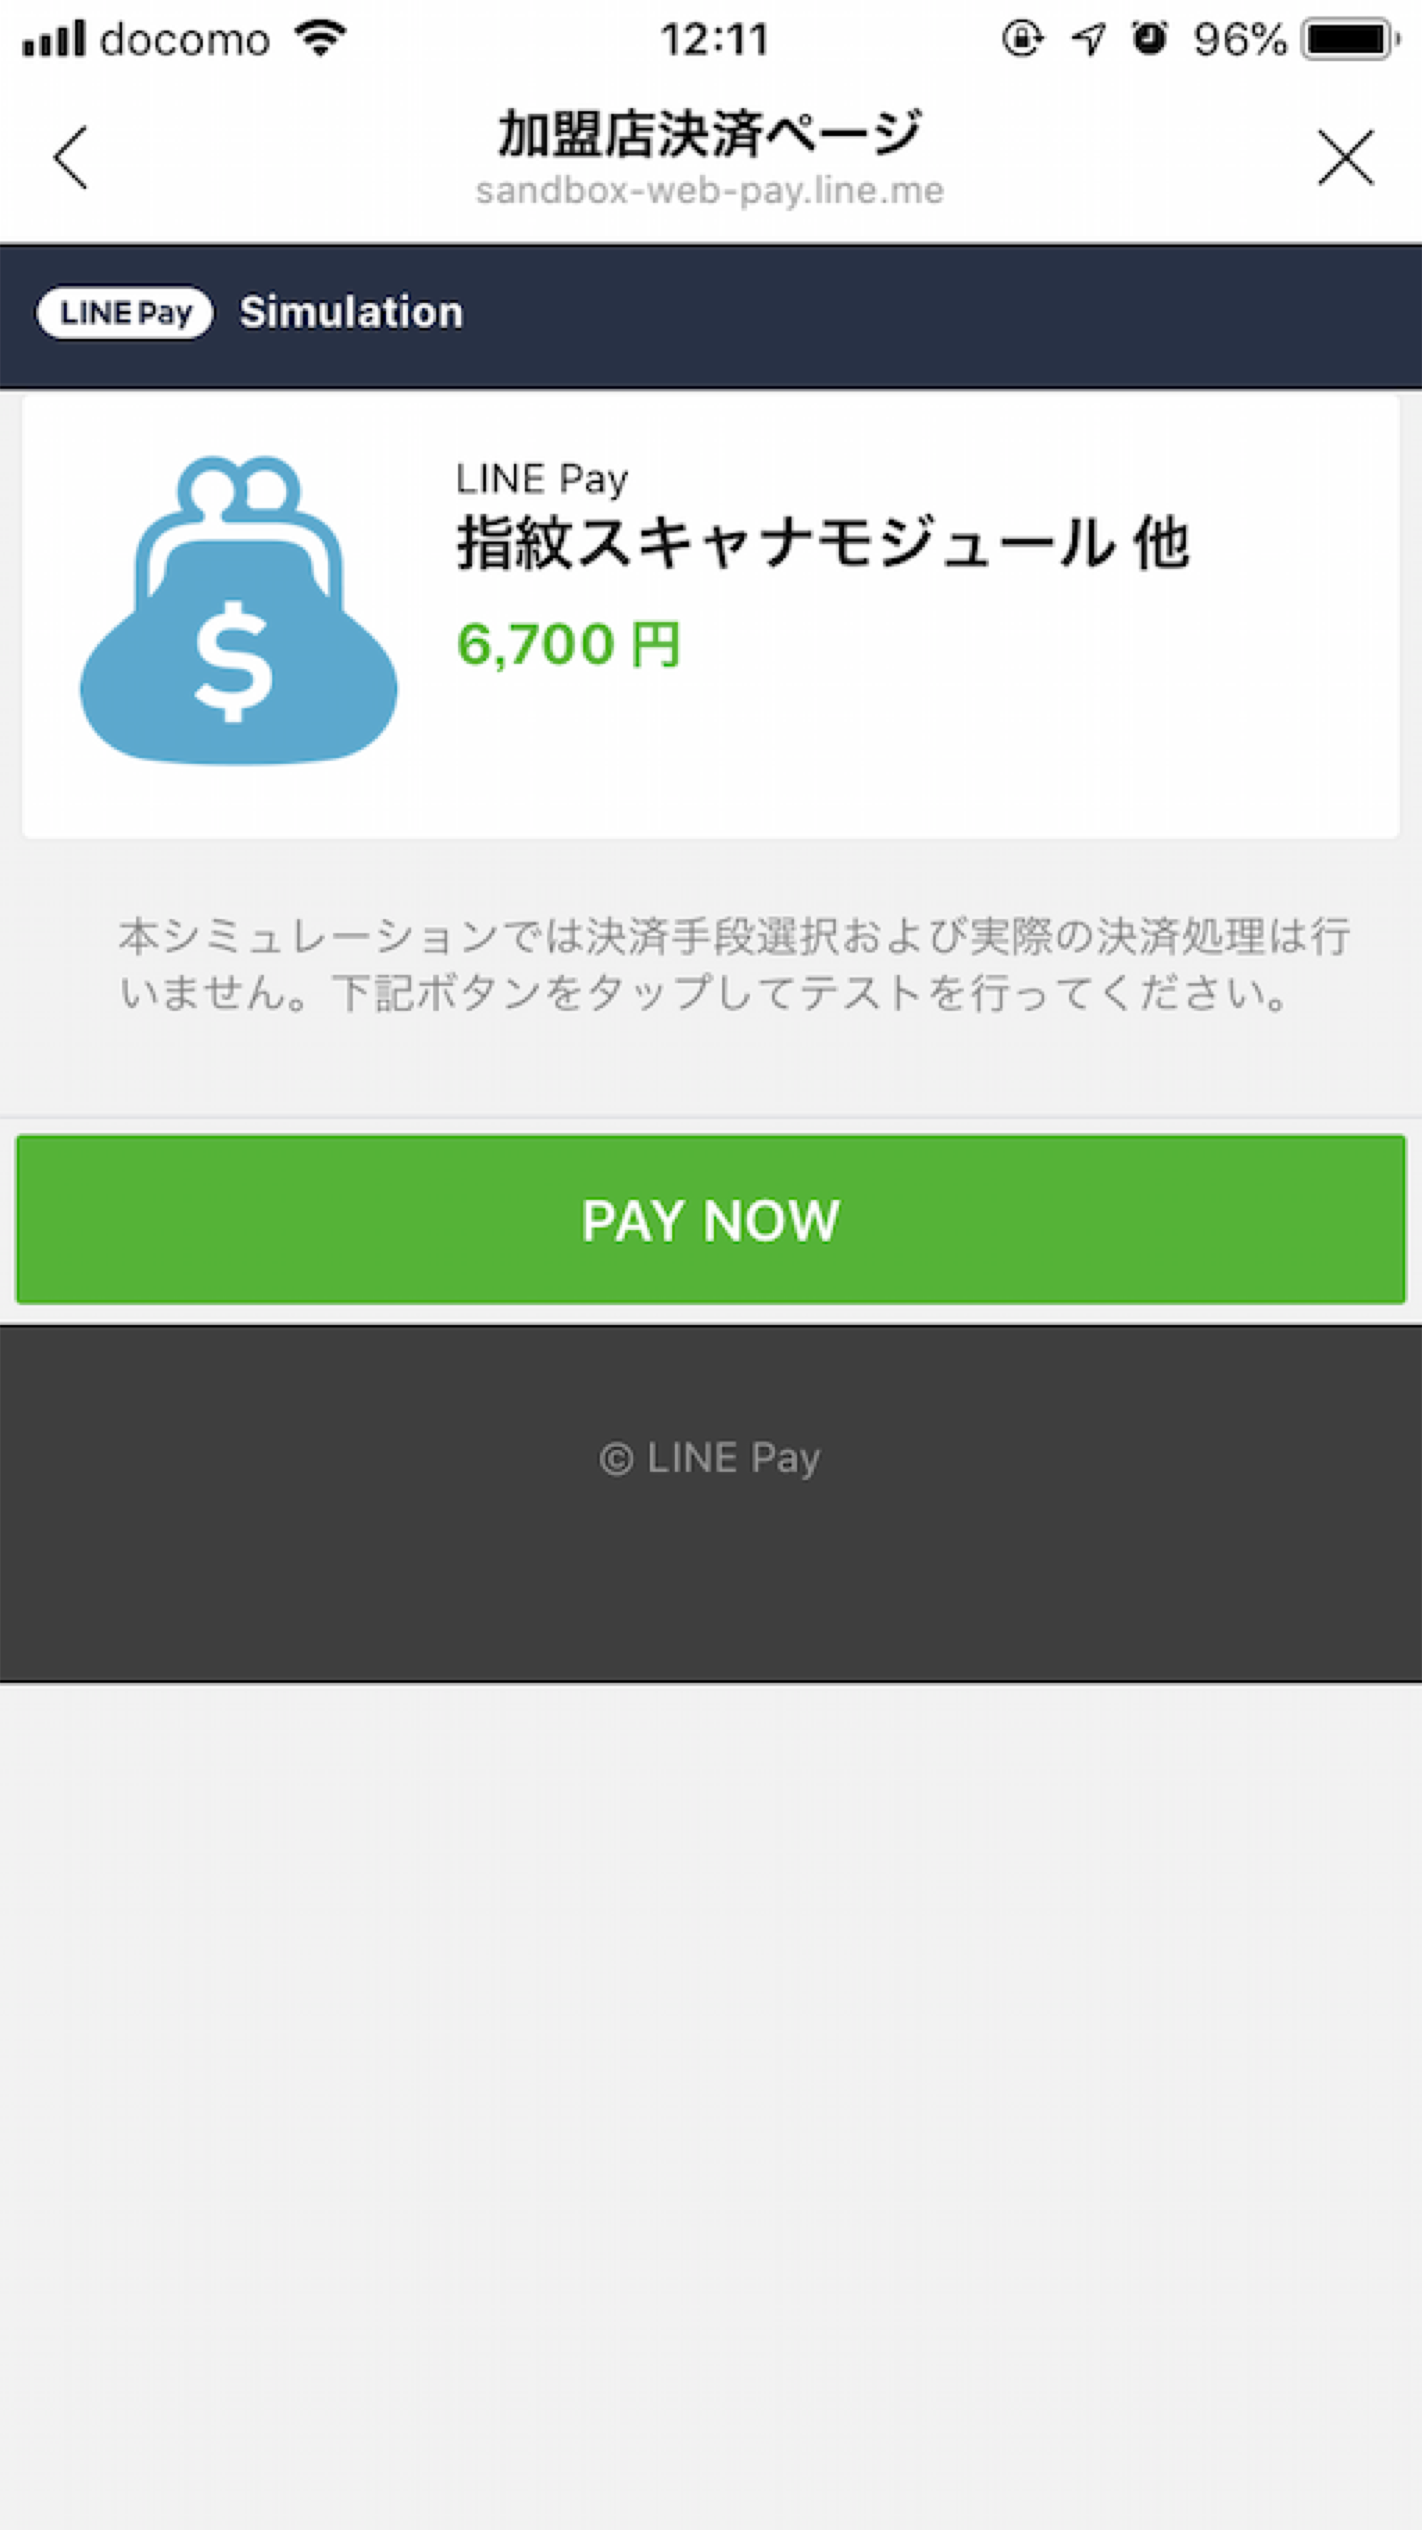 docomo 12:11 96%
加盟店決済ページ
sandbox-web-pay.line.me
LINE Pay Simulation
LINE Pay
指紋スキャナモジュール 他
6,700 円
$
本シミュレーションでは決済手段選択および実際の決済処理は行
いません。下記ボタンをタップしてテストを行ってください。
PAY NOW
© LINE Pay